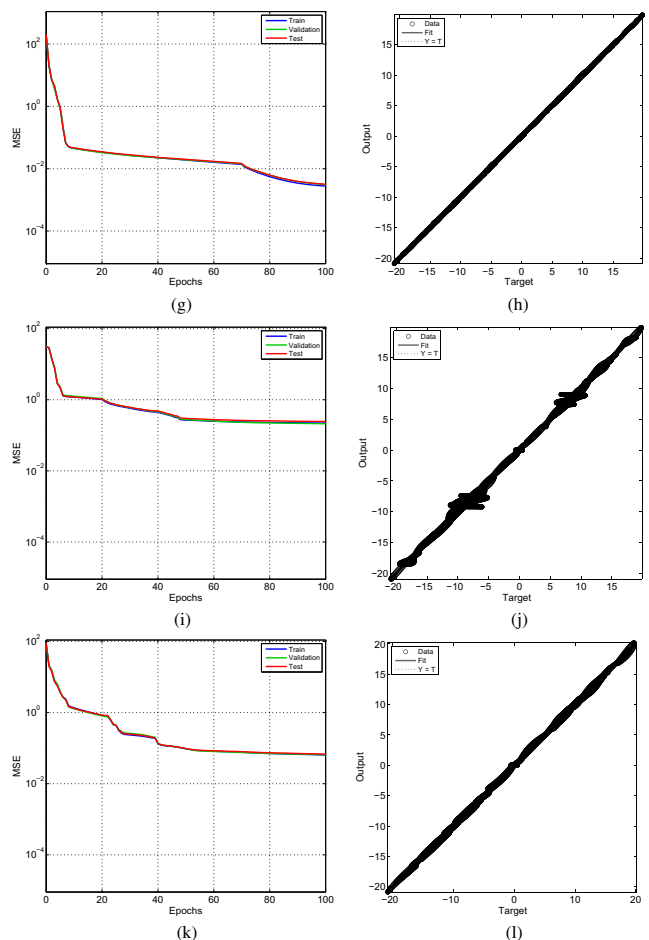 10^2
10^0
10^-2
10^-4
MSE
0 20 40 60 80 100
Epochs
Train
Validation
Test
(g)
20
15
10
5
0
−5
−10
−15
−20
Output
−20 −15 −10 −5 0 5 10 15
Target
Data
Fit
Y = T
(h)
10^2
10^0
10^-2
10^-4
MSE
0 20 40 60 80 100
Epochs
Train
Validation
Test
(i)
15
10
5
0
−5
−10
−15
−20
Output
−20 −15 −10 −5 0 5 10 15
Target
Data
Fit
Y = T
(j)
10^2
10^0
10^-2
10^-4
MSE
0 20 40 60 80 100
Epochs
Train
Validation
Test
(k)
20
15
10
5
0
−5
−10
−15
−20
Output
−20 −10 0 10 20
Target
Data
Fit
Y = T
(l)